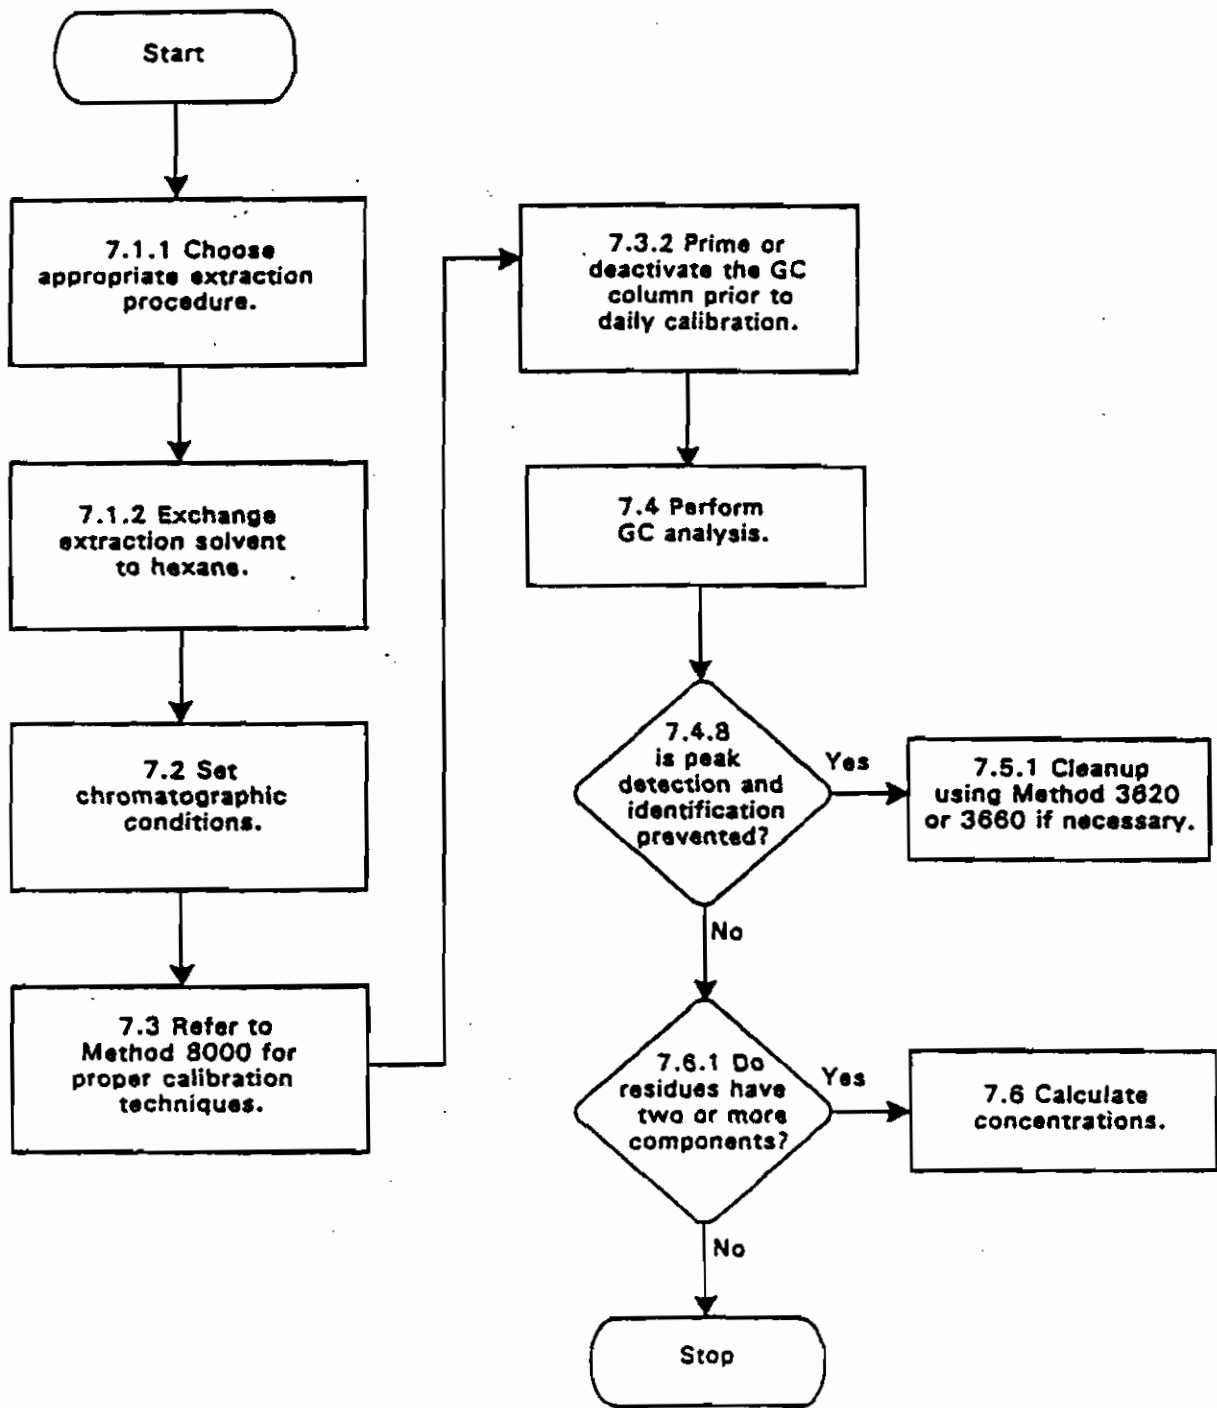 Start
7.1.1 Choose
appropriate extraction
procedure.
7.1.2 Exchange
extraction solvent
to hexane.
7.2 Set
chromatographic
conditions.
7.3 Refer to
Method 8000 for
proper calibration
techniques.
7.3.2 Prime or
deactivate the GC
column prior to
daily calibration.
7.4 Perform
GC analysis.
7.4.8
is peak
detection and
identification
prevented?
Yes
7.5.1 Cleanup
using Method 3620
or 3660 if necessary.
No
7.6.1 Do
residues have
two or more
components?
Yes
7.6 Calculate
concentrations.
No
Stop